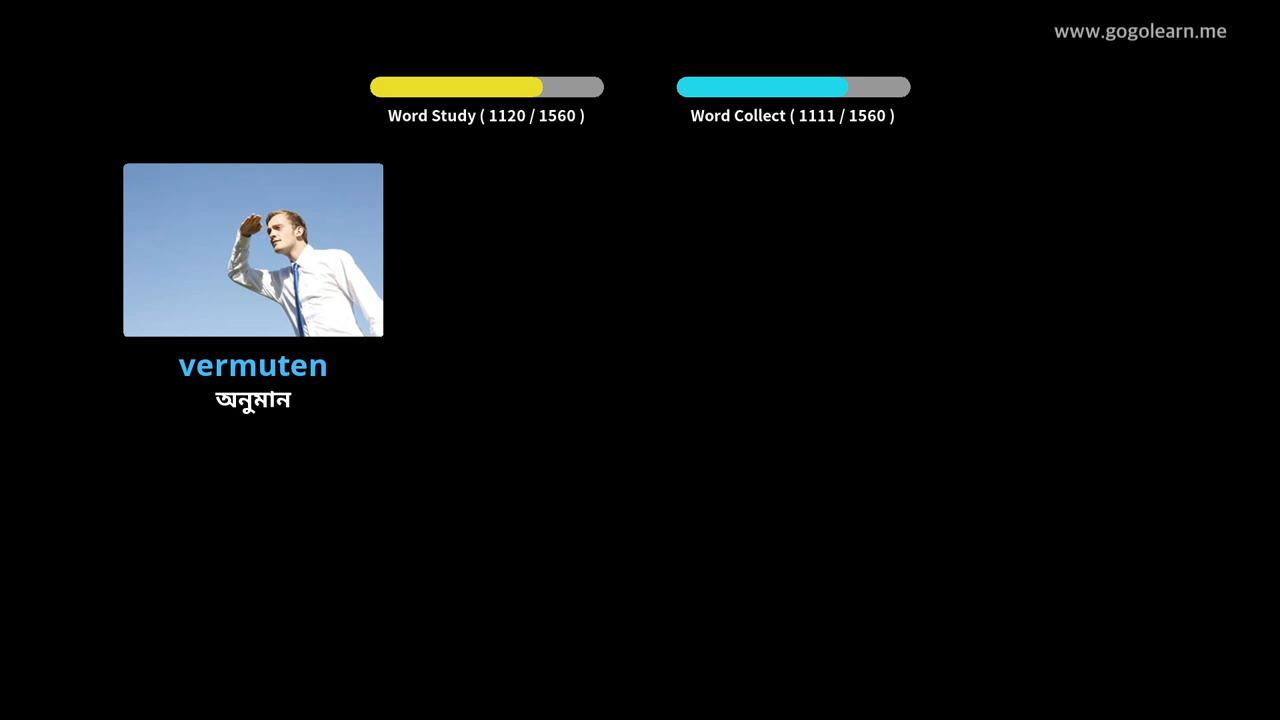 www.gogolearn.me
Word Study ( 1120 / 1560 )
Word Collect ( 1111 / 1560 )
vermuten
অনুমান